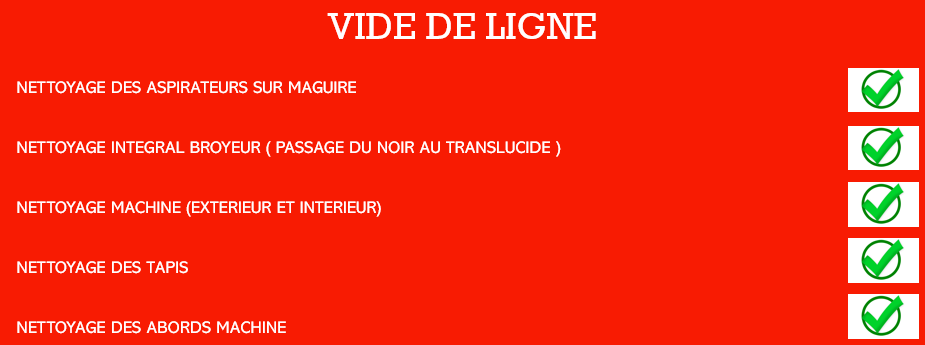 VIDE DE LIGNE
NETTOYAGE DES ASPIRATEURS SUR MAGUIRE
NETTOYAGE INTEGRAL BROYEUR ( PASSAGE DU NOIR AU TRANSLUCIDE )
NETTOYAGE MACHINE (EXTERIEUR ET INTERIEUR)
NETTOYAGE DES TAPIS
NETTOYAGE DES ABORDS MACHINE